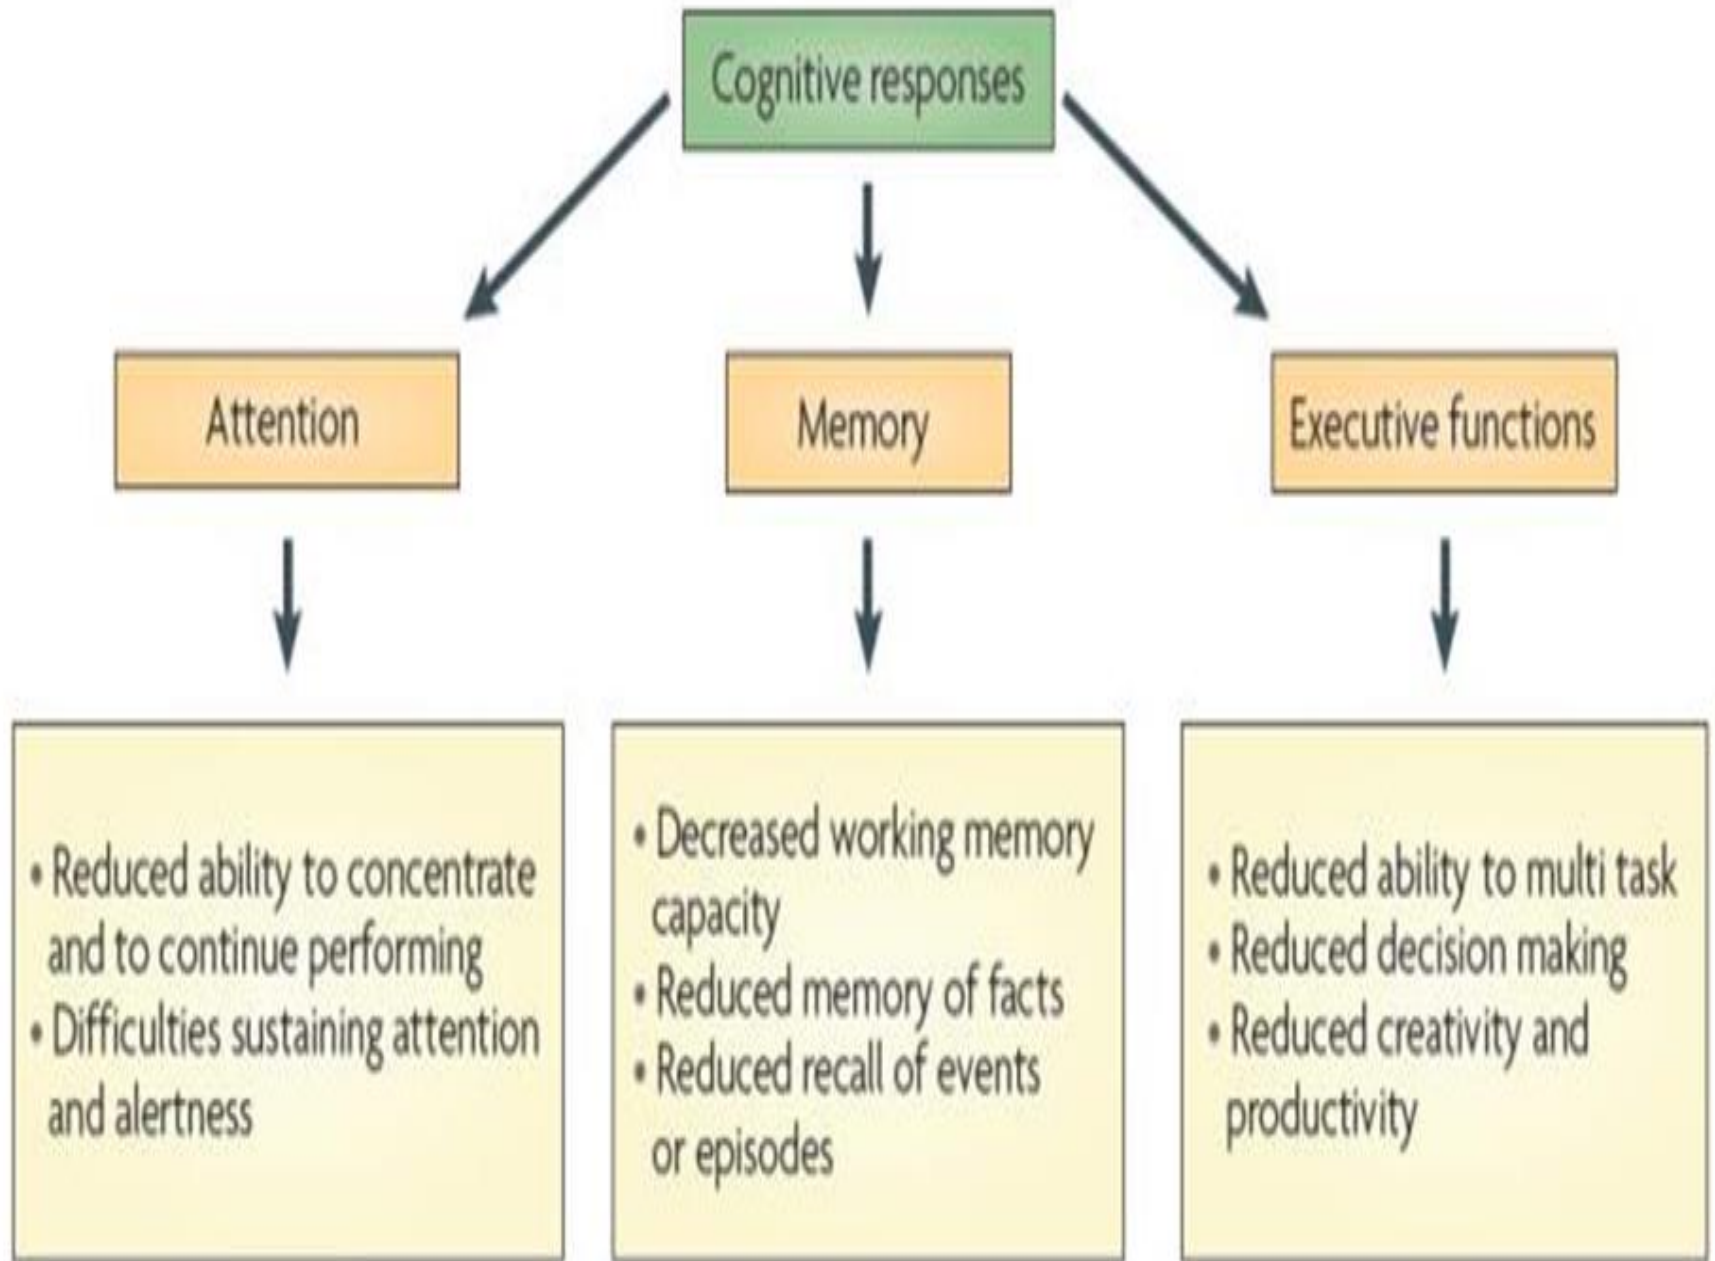 Cognitive responses
Attention
Memory
Executive functions
• Reduced ability to concentrate
and to continue performing
• Difficulties sustaining attention
and alertness
• Decreased working memory
capacity
• Reduced memory of facts
• Reduced recall of events
or episodes
• Reduced ability to multi task
• Reduced decision making
• Reduced creativity and
productivity